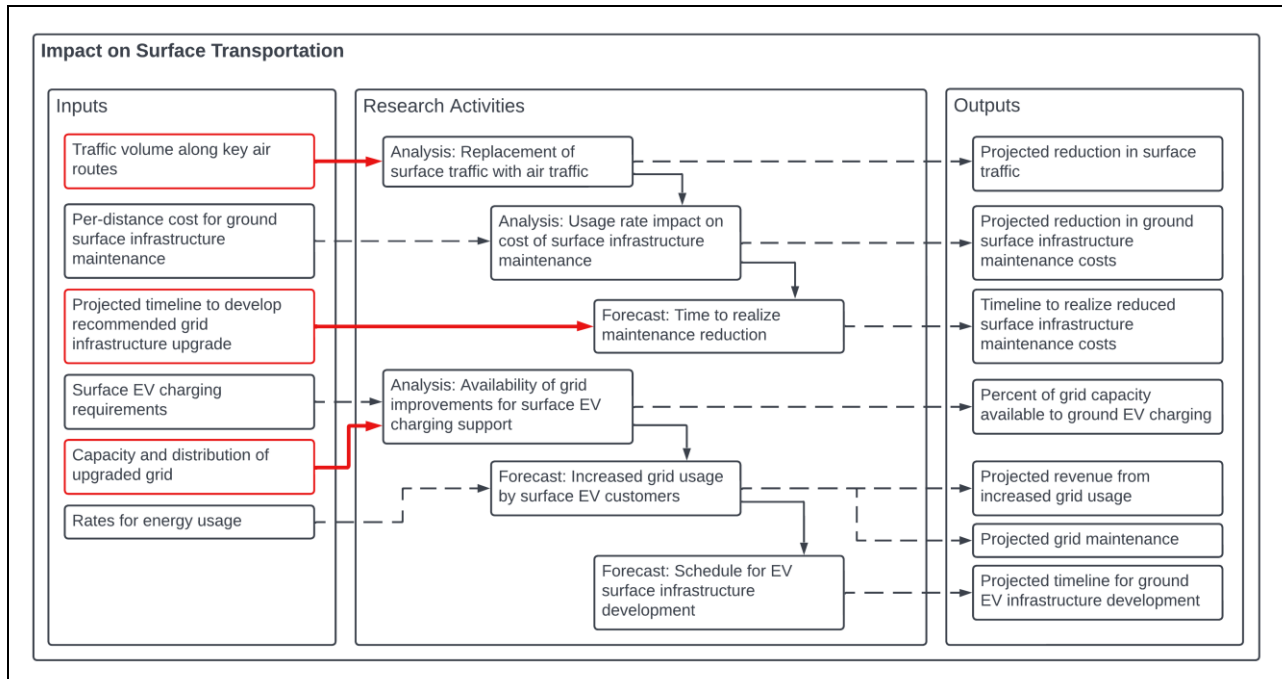 Impact on Surface Transportation
Inputs
Traffic volume along key air
routes
Per-distance cost for ground
surface infrastructure
maintenance
Projected timeline to develop
recommended grid
infrastructure upgrade
Surface EV charging
requirements
Capacity and distribution of
upgraded grid
Rates for energy usage
Research Activities
Analysis: Replacement of
surface traffic with air traffic
Analysis: Usage rate impact on
cost of surface infrastructure
maintenance
Forecast: Time to realize
maintenance reduction
Analysis: Availability of grid
improvements for surface EV
charging support
Forecast: Increased grid usage
by surface EV customers
Forecast: Schedule for EV
surface infrastructure
development
Outputs
Projected reduction in surface
traffic
Projected reduction in ground
surface infrastructure
maintenance costs
Timeline to realize reduced
surface infrastructure
maintenance costs
Percent of grid capacity
available to ground EV charging
Projected revenue from
increased grid usage
Projected grid maintenance
Projected timeline for ground
EV infrastructure development